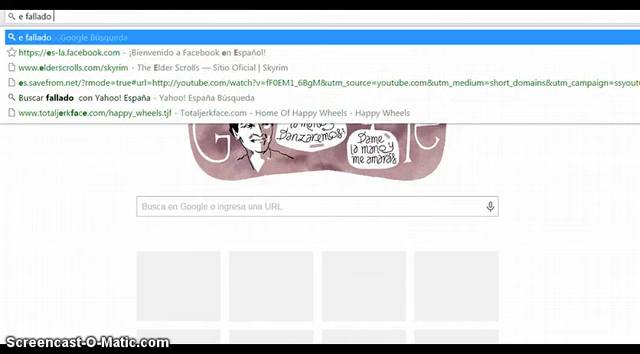 e fallado
e fallado - Google Búsqueda
https://es-la.facebook.com - ¡Bienvenido a Facebook en Español!
www.elderscrolls.com/skyrim - The Elder Scrolls — Sitio Oficial | Skyrim
es.savefrom.net/?rmode=true#url=http://youtube.com/watch?v=fF0EM1_6BgM&utm_source=youtube.com&utm_medium=short_domains&utm_campaign=ssyoutu
Buscar fallado con Yahoo! España - Yahoo! España Búsqueda
www.totaljerkface.com/happy_wheels.tjf - Totaljerkface.com - Home Of Happy Wheels - Happy Wheels
la mano y
Danzaremos;
Dame
la mano y
me amarás
Busca en Google o ingresa una URL
Screencast-O-Matic.com